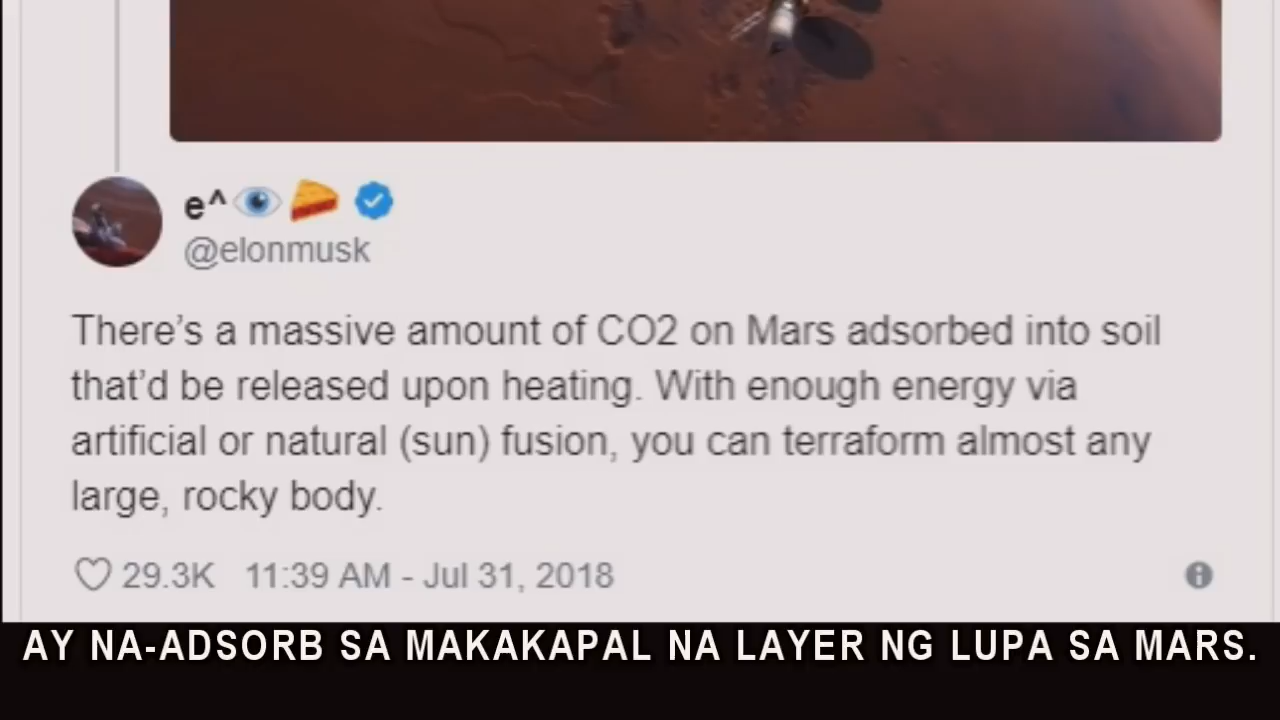 e^👁️🧀
@elonmusk
There's a massive amount of CO2 on Mars adsorbed into soil
that'd be released upon heating. With enough energy via
artificial or natural (sun) fusion, you can terraform almost any
large, rocky body.
29.3K 11:39 AM - Jul 31, 2018
AY NA-ADSORB SA MAKAKAPAL NA LAYER NG LUPA SA MARS.